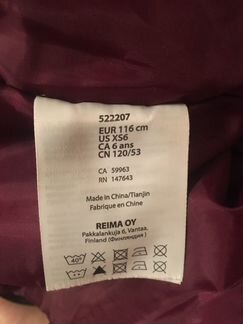 522207
EUR 116 cm
US XS6
CA 6 ans
CN 120/53
CA 59963
RN 147643
Made in China/Tianjin
Fabrique en Chine
REIMA OY
Pakkalankuja 6, Vantaa,
Finland (Финляндия)
40°